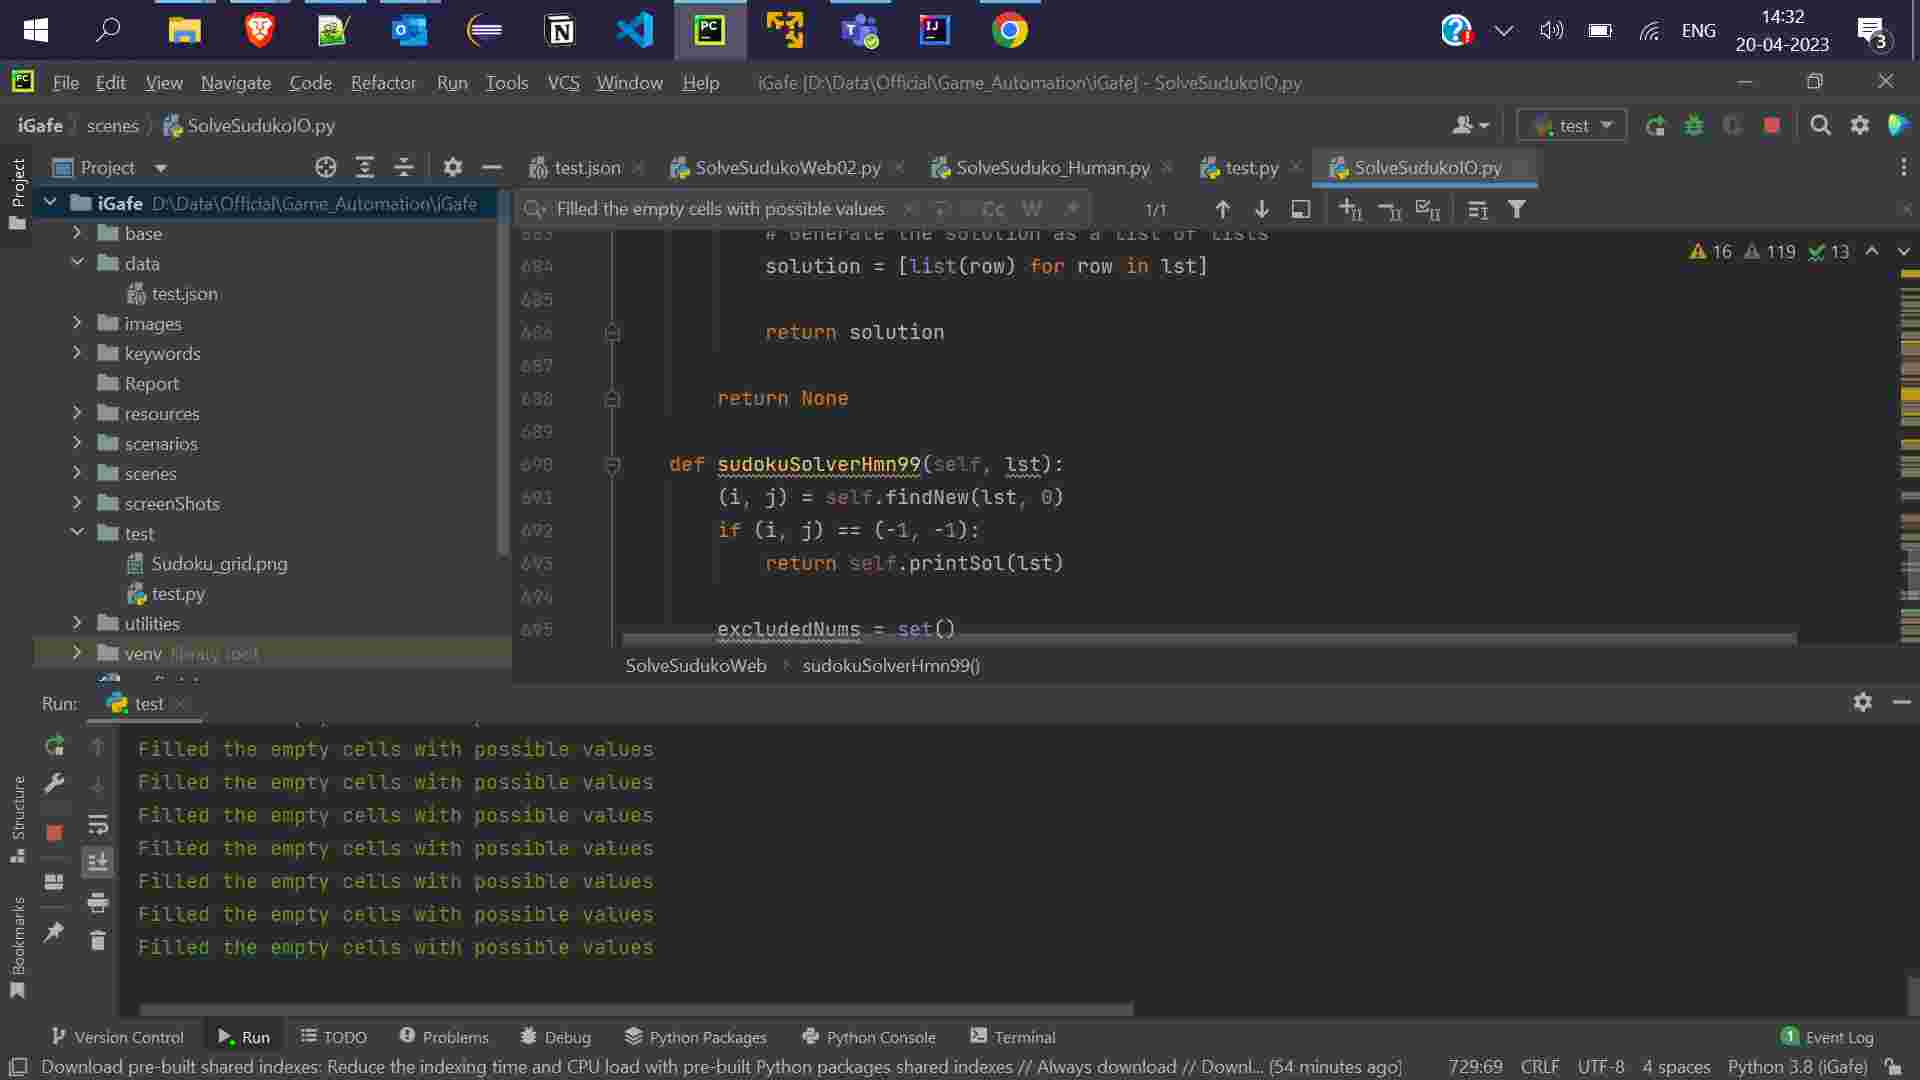 ENG
14:32
20-04-2023
3
File Edit View Navigate Code Refactor Run Tools VCS Window Help iGafe [D:\Data\Official\Game_Automation\iGafe] - SolveSudukoIO.py
iGafe scenes SolveSudukoIO.py
test
Project
test.json SolveSudukoWeb02.py SolveSuduko_Human.py test.py SolveSudukoIO.py
Project
iGafe D:\Data\Official\Game_Automation\iGafe
Filled the empty cells with possible values Cc W 1/1
base
data
test.json
images
keywords
Report
resources
scenarios
scenes
screenShots
test
Sudoku_grid.png
test.py
utilities
venv library root
16 119 13
683 # Generate the solution as a list of lists
684 solution = [list(row) for row in lst]
685
686 return solution
687
688 return None
689
690 def sudokuSolverHmn99(self, lst):
691 (i, j) = self.findNew(lst, 0)
692 if (i, j) == (-1, -1):
693 return self.printSol(lst)
694
695 excludedNums = set()
SolveSudukoWeb sudokuSolverHmn99()
Run: test
Filled the empty cells with possible values
Filled the empty cells with possible values
Filled the empty cells with possible values
Filled the empty cells with possible values
Filled the empty cells with possible values
Filled the empty cells with possible values
Filled the empty cells with possible values
Structure
Bookmarks
Version Control Run TODO Problems Debug Python Packages Python Console Terminal 1 Event Log
Download pre-built shared indexes: Reduce the indexing time and CPU load with pre-built Python packages shared indexes // Always download // Downl... (54 minutes ago) 729:69 CRLF UTF-8 4 spaces Python 3.8 (iGafe)